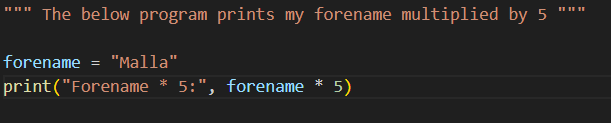 """ The below program prints my forename multiplied by 5 """
forename = "Malla"
print("Forename * 5:", forename * 5)